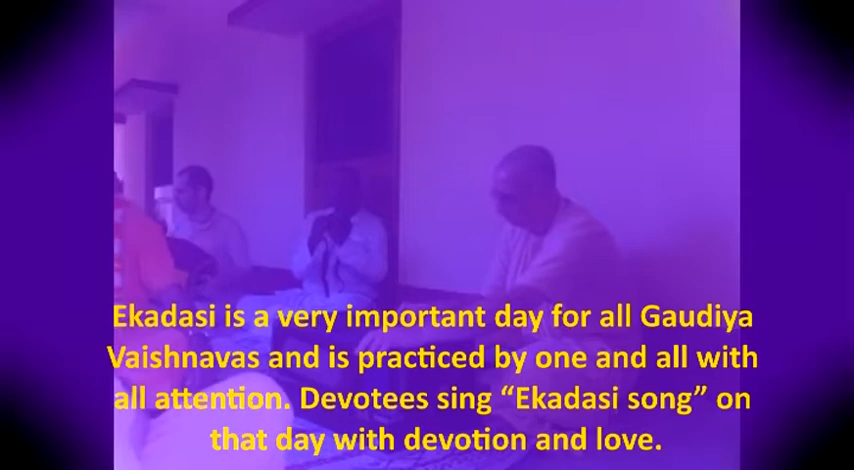 Ekadasi is a very important day for all Gaudiya
Vaishnavas and is practiced by one and all with
all attention. Devotees sing “Ekadasi song” on
that day with devotion and love.